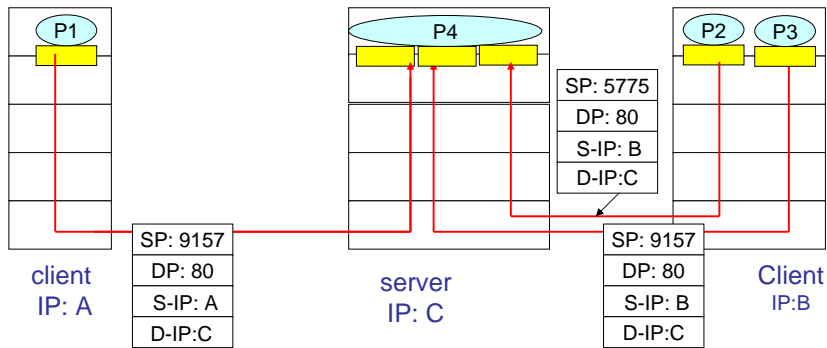 P1
P4
P2
P3
SP: 5775
DP: 80
S-IP: B
D-IP:C
SP: 9157
DP: 80
S-IP: A
D-IP:C
SP: 9157
DP: 80
S-IP: B
D-IP:C
client
IP: A
server
IP: C
Client
IP:B